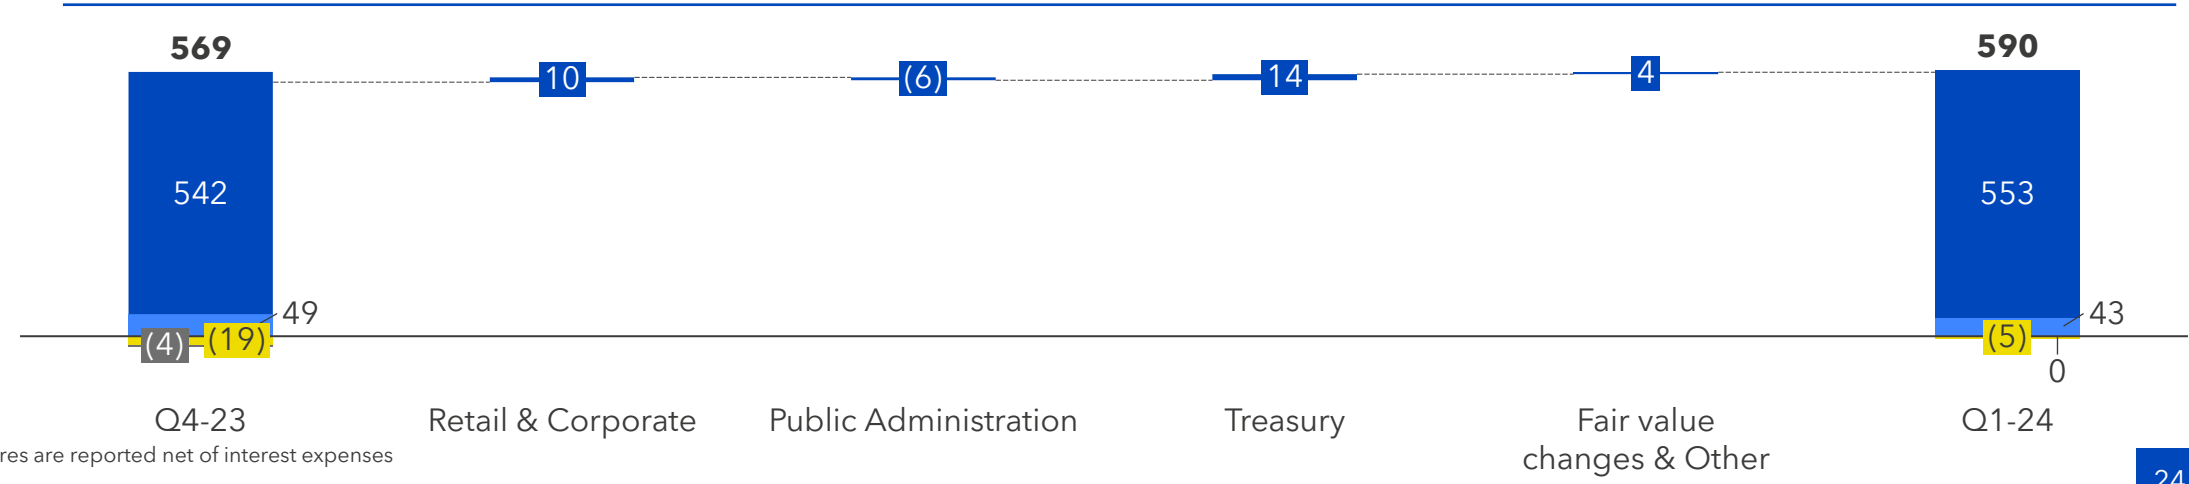 569
590
10
(6)
14
4
542
553
49
43
(4)
(19)
(5)
0
Q4-23
Retail & Corporate
Public Administration
Treasury
Fair value
changes & Other
Q1-24
are reported net of interest expenses
24